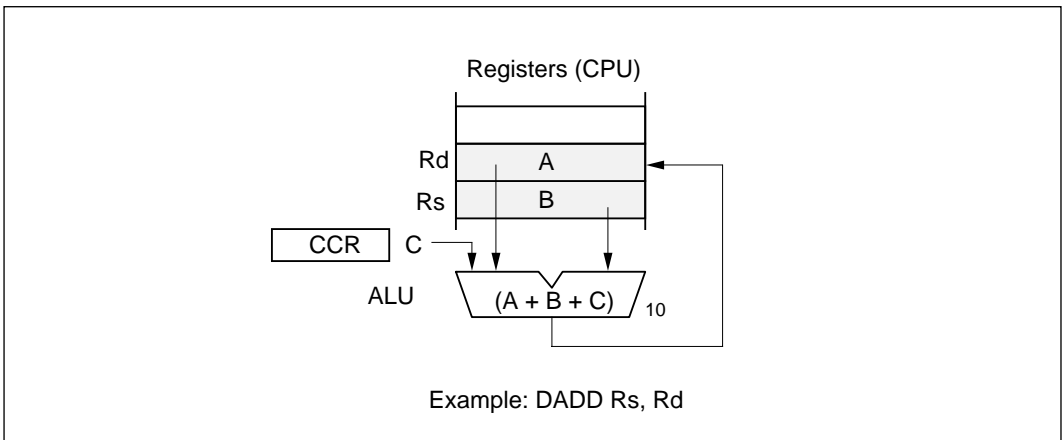 Registers (CPU)
Rd A
Rs B
CCR C
ALU (A + B + C) 10
Example: DADD Rs, Rd